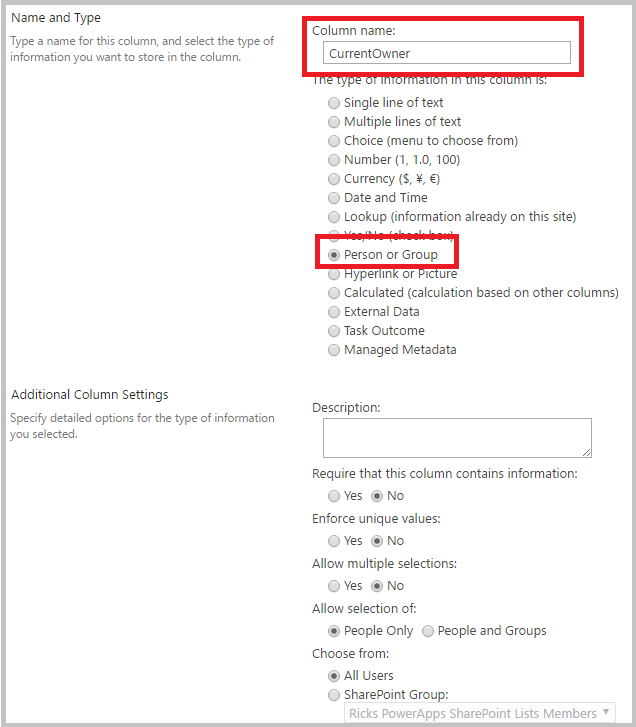 Name and Type
Type a name for this column, and select the type of
information you want to store in the column.
Column name:
CurrentOwner
The type of information in this column is:
Single line of text
Multiple lines of text
Choice (menu to choose from)
Number (1, 1.0, 100)
Currency ($, ¥, €)
Date and Time
Lookup (information already on this site)
Yes/No (check box)
Person or Group
Hyperlink or Picture
Calculated (calculation based on other columns)
External Data
Task Outcome
Managed Metadata
Additional Column Settings
Specify detailed options for the type of information
you selected.
Description:
Require that this column contains information:
Yes No
Enforce unique values:
Yes No
Allow multiple selections:
Yes No
Allow selection of:
People Only People and Groups
Choose from:
All Users
SharePoint Group:
Ricks PowerApps SharePoint Lists Members